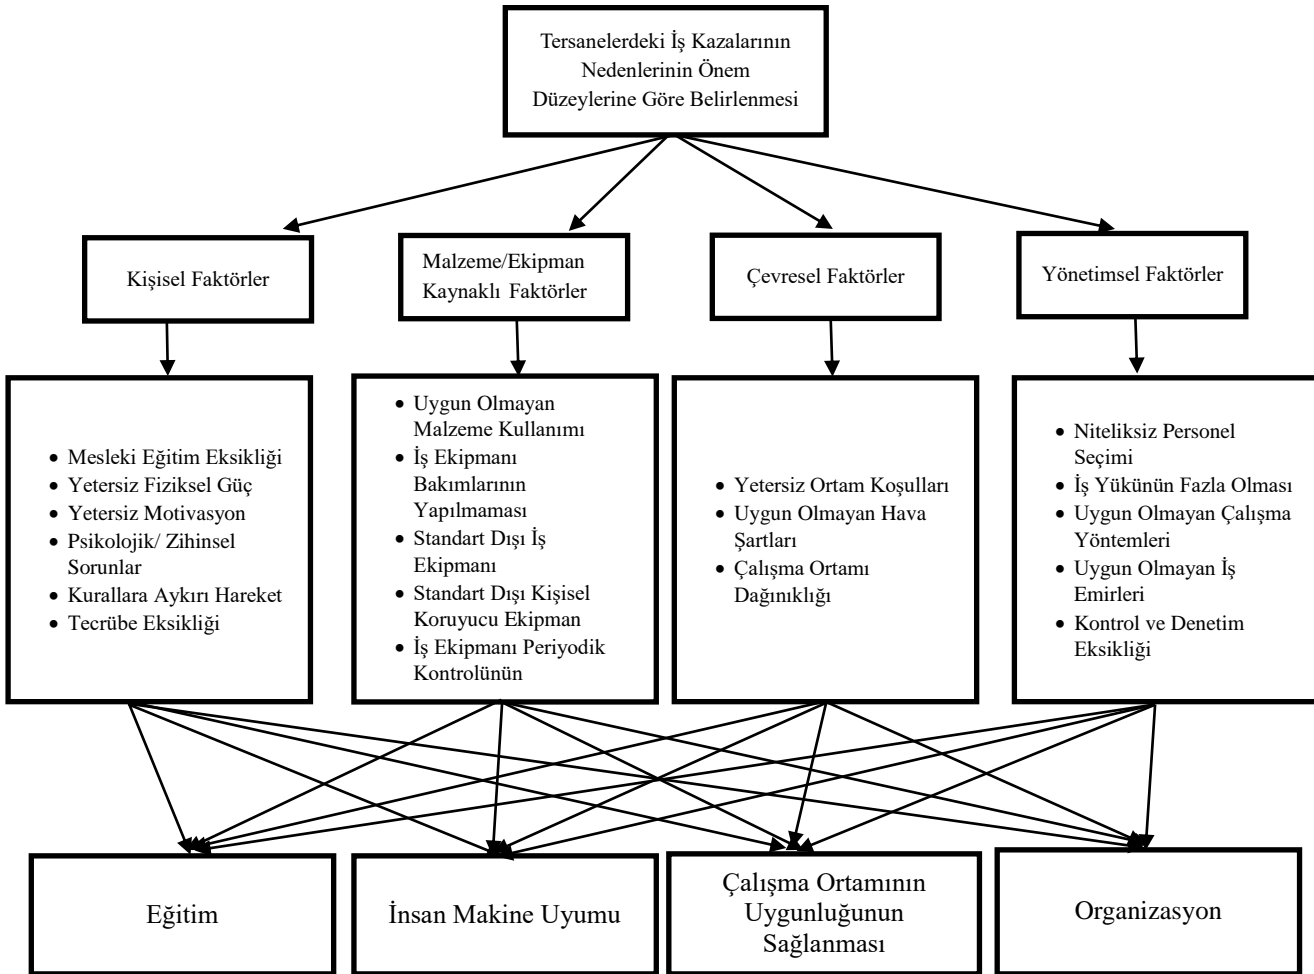 Tersanelerdeki İş Kazalarının
Nedenlerinin Önem
Düzeylerine Göre Belirlenmesi
Kişisel Faktörler
Malzeme/Ekipman
Kaynaklı Faktörler
Çevresel Faktörler
Yönetimsel Faktörler
• Mesleki Eğitim Eksikliği
• Yetersiz Fiziksel Güç
• Yetersiz Motivasyon
• Psikolojik/ Zihinsel
Sorunlar
• Kurallara Aykırı Hareket
• Tecrübe Eksikliği
• Uygun Olmayan
Malzeme Kullanımı
• İş Ekipmanı
Bakımlarının
Yapılmaması
• Standart Dışı İş
Ekipmanı
• Standart Dışı Kişisel
Koruyucu Ekipman
• İş Ekipmanı Periyodik
Kontrolünün
• Yetersiz Ortam Koşulları
• Uygun Olmayan Hava
Şartları
• Çalışma Ortamı
Dağınıklığı
• Niteliksiz Personel
Seçimi
• İş Yükünün Fazla Olması
• Uygun Olmayan Çalışma
Yöntemleri
• Uygun Olmayan İş
Emirleri
• Kontrol ve Denetim
Eksikliği
Eğitim
İnsan Makine Uyumu
Çalışma Ortamının
Uygunluğunun
Sağlanması
Organizasyon